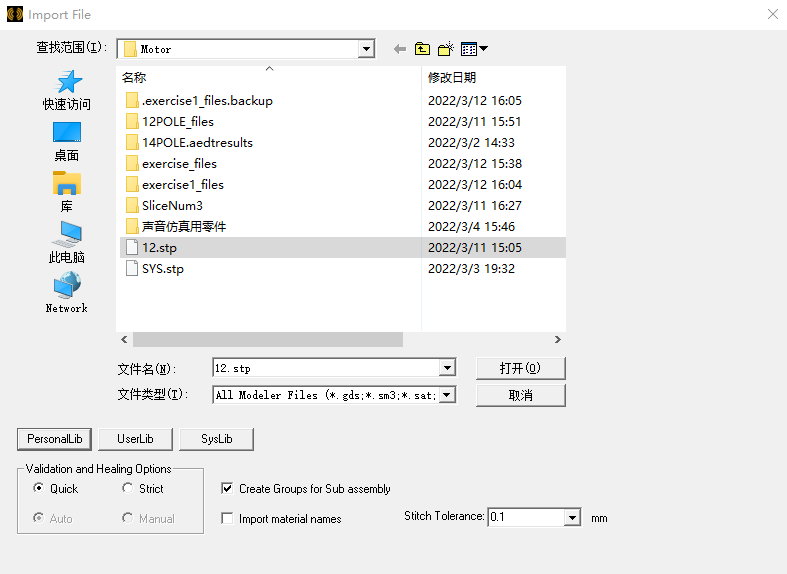 Import File
查找范围(I):
Motor
名称 修改日期
快速访问
桌面
库
此电脑
Network
.exercise1_files.backup 2022/3/12 16:05
12POLE_files 2022/3/11 15:51
14POLE.aedtresults 2022/3/2 14:33
exercise_files 2022/3/12 15:38
exercise1_files 2022/3/12 16:04
SliceNum3 2022/3/11 16:27
声音仿真用零件 2022/3/4 15:46
12.stp 2022/3/11 15:05
SYS.stp 2022/3/3 19:32
文件名(N): 12.stp 打开(O)
文件类型(T): All Modeler Files (*.gds;*.sm3;*.sat; 取消
PersonalLib UserLib SysLib
Validation and Healing Options
Quick Strict
Auto Manual
Create Groups for Sub assembly
Import material names
Stitch Tolerance: 0.1 mm